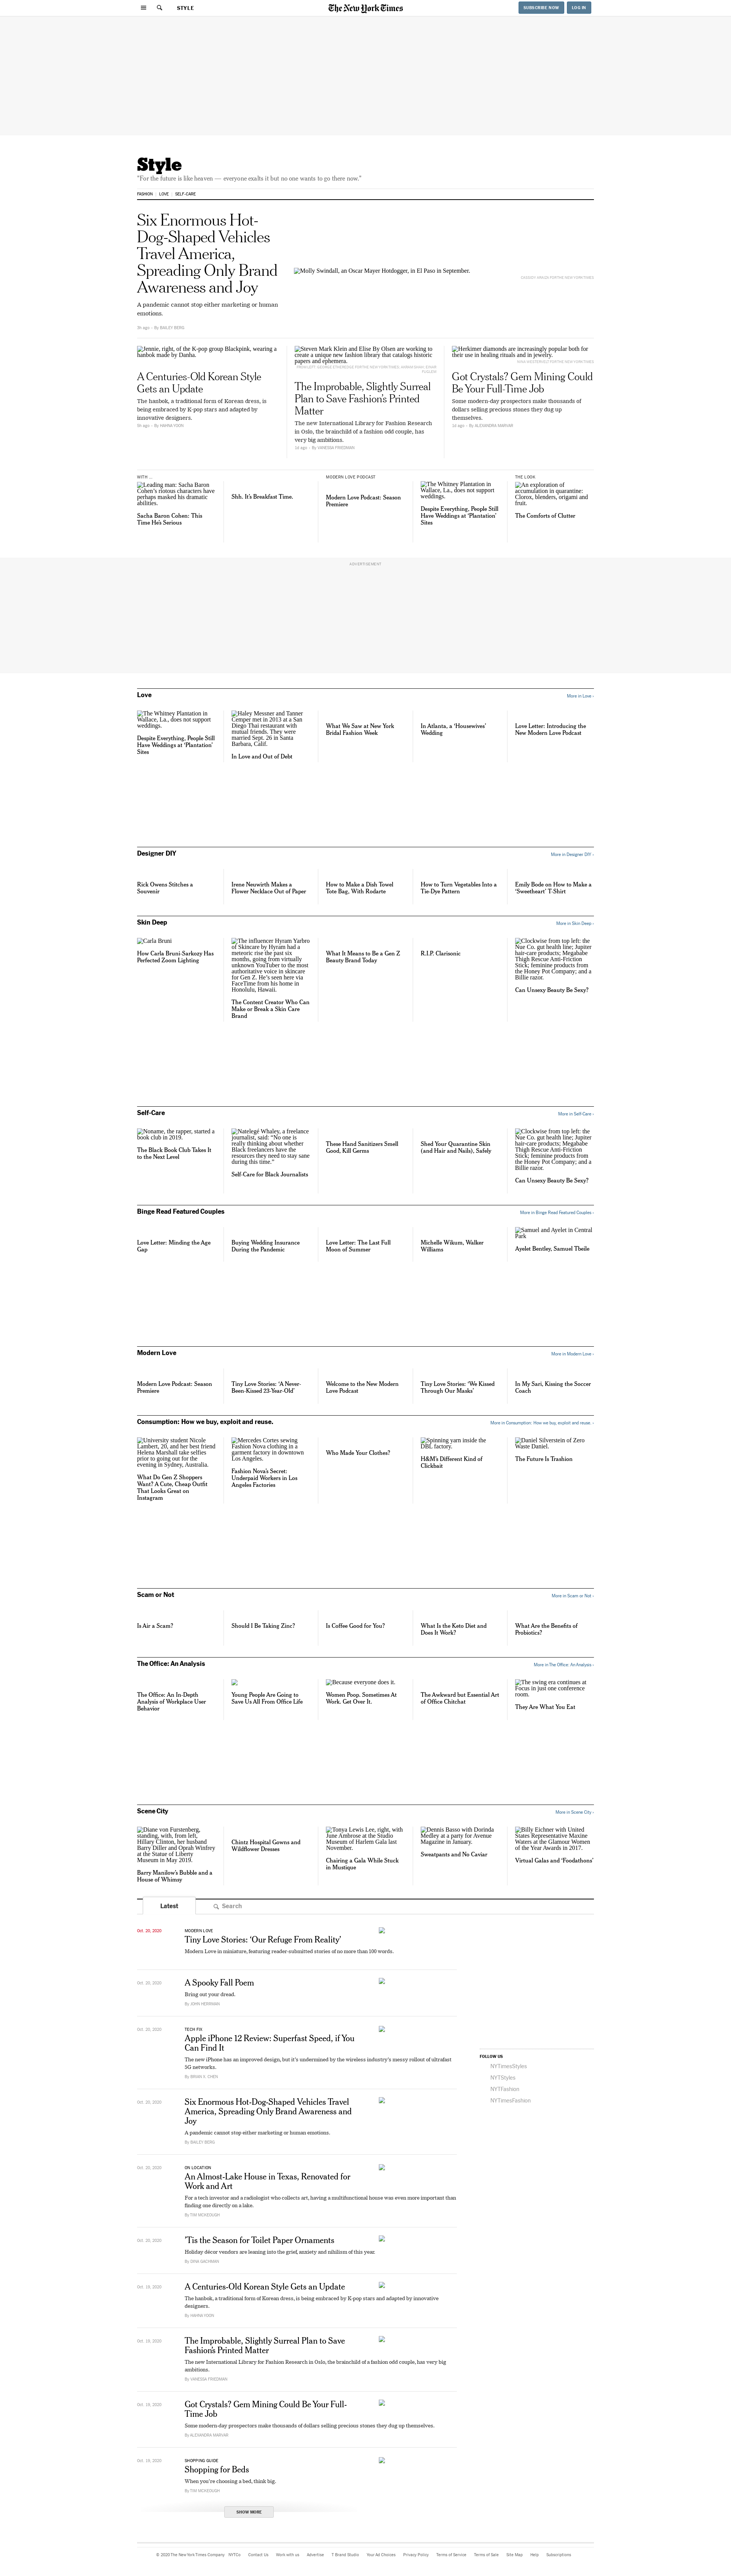 STYLE
The New York Times
SUBSCRIBE NOW
LOG IN
Style
"For the future is like heaven — everyone exalts it but no one wants to go there now."
FASHION
LOVE
SELF-CARE
Six Enormous Hot-
Dog-Shaped Vehicles
Travel America,
Spreading Only Brand
Awareness and Joy
A pandemic cannot stop either marketing or human
emotions.
By BAILEY BERG
Molly Swindall, an Oscar Mayer Hotdogger, in El Paso in September.
Jennie, right, of the K-pop group Blackpink, wearing a
hanbok made by Danha.
A Centuries-Old Korean Style
Gets an Update
The hanbok, a traditional form of Korean dress, is
being embraced by K-pop stars and adapted by
innovative designers.
By HAHNA YOON
Steven Mark Klein and Elise By Olsen are working to
create a unique new fashion library that catalogs historic
papers and ephemera.
The Improbable, Slightly Surreal
Plan to Save Fashion's Printed
Matter
The new International Library for Fashion Research
in Oslo, the brainchild of a fashion odd couple, has
very big ambitions.
1d ago · By VANESSA FRIEDMAN
Herkimer diamonds are increasingly popular both for
their use in healing rituals and in jewelry.
Got Crystals? Gem Mining Could
Be Your Full-Time Job
Some modern-day prospectors make thousands of
dollars selling precious stones they dug up
themselves.
1d ago · By ALEXANDRA MARVAR
WITH ...
Leading man: Sacha Baron
Cohen's riotous characters have
perhaps masked his dramatic
abilities.
Sacha Baron Cohen: This
Time He's Serious
Shh. It's Breakfast Time.
MODERN LOVE PODCAST
Modern Love Podcast: Season
Premiere
The Whitney Plantation in
Wallace, La., does not support
weddings.
Despite Everything, People Still
Have Weddings at 'Plantation'
Sites
THE LOOK
An exploration of
accumulation in quarantine:
Clorox, blenders, origami and
fruit.
The Comforts of Clutter
ADVERTISEMENT
Love
More in Love ›
The Whitney Plantation in
Wallace, La., does not support
weddings.
Despite Everything, People Still
Have Weddings at 'Plantation'
Sites
Haley Messner and Tanner
Cemper met in 2013 at a San
Diego Thai restaurant with
mutual friends. They were
married Sept. 26 in Santa
Barbara, Calif.
In Love and Out of Debt
What We Saw at New York
Bridal Fashion Week
In Atlanta, a 'Housewives'
Wedding
Love Letter: Introducing the
New Modern Love Podcast
Designer DIY
More in Designer DIY ›
Rick Owens Stitches a
Souvenir
Irene Neuwirth Makes a
Flower Necklace Out of Paper
How to Make a Dish Towel
Tote Bag, With Rodarte
How to Turn Vegetables Into a
Tie-Dye Pattern
Emily Bode on How to Make a
'Sweetheart' T-Shirt
Skin Deep
More in Skin Deep ›
Carla Bruni
How Carla Bruni-Sarkozy Has
Perfected Zoom Lighting
The influencer Hyram Yarbro
of Skincare by Hyram had a
meteoric rise the past six
months, going from virtually
unknown YouTuber to the most
authoritative voice in skincare
for Gen Z. He's seen here via
FaceTime from his home in
Honolulu, Hawaii.
The Content Creator Who Can
Make or Break a Skin Care
Brand
What It Means to Be a Gen Z
Beauty Brand Today
R.I.P. Clarisonic
Clockwise from top left: the
Nue Co. gut health line; Jupiter
hair-care products; Megababe
Thigh Rescue Anti-Friction
Stick; feminine products from
the Honey Pot Company; and a
Billie razor.
Can Unsexy Beauty Be Sexy?
Self-Care
More in Self-Care ›
Noname, the rapper, started a
book club in 2019.
The Black Book Club Takes It
to the Next Level
Natelegé Whaley, a freelance
journalist, said: "No one is
really thinking about whether
Black freelancers have the
resources they need to stay sane
during this time."
Self-Care for Black Journalists
These Hand Sanitizers Smell
Good, Kill Germs
Shed Your Quarantine Skin
(and Hair and Nails), Safely
Clockwise from top left: the
Nue Co. gut health line; Jupiter
hair-care products; Megababe
Thigh Rescue Anti-Friction
Stick; feminine products from
the Honey Pot Company; and a
Billie razor.
Can Unsexy Beauty Be Sexy?
Binge Read Featured Couples
More in Binge Read Featured Couples ›
Love Letter: Minding the Age
Gap
Buying Wedding Insurance
During the Pandemic
Love Letter: The Last Full
Moon of Summer
Michelle Wikum, Walker
Williams
Samuel and Ayelet in Central
Park
Ayelet Bentley, Samuel Theile
Modern Love
More in Modern Love ›
Modern Love Podcast: Season
Premiere
Tiny Love Stories: 'A Never-
Been-Kissed 23-Year-Old'
Welcome to the New Modern
Love Podcast
Tiny Love Stories: 'We Kissed
Through Our Masks'
In My Sari, Kissing the Soccer
Coach
Consumption: How we buy, exploit and reuse.
More in Consumption: How we buy, exploit and reuse. ›
University student Nicole
Lambert, 20, and her best friend
Helena Marshall take selfies
prior to going out for the
evening in Sydney, Australia.
What Do Gen Z Shoppers
Want? A Cute, Cheap Outfit
That Looks Great on
Instagram
Mercedes Cortes sewing
Fashion Nova clothing in a
garment factory in downtown
Los Angeles.
Fashion Nova's Secret:
Underpaid Workers in Los
Angeles Factories
Who Made Your Clothes?
Spinning yarn inside the
DBL factory.
H&M's Different Kind of
Clickbait
Daniel Silverstein of Zero
Waste Daniel.
The Future Is Trashion
Scam or Not
More in Scam or Not ›
Is Air a Scam?
Should I Be Taking Zinc?
Is Coffee Good for You?
What Is the Keto Diet and
Does It Work?
What Are the Benefits of
Probiotics?
The Office: An Analysis
More in The Office: An Analysis ›
The Office: An In-Depth
Analysis of Workplace User
Behavior
Young People Are Going to
Save Us All From Office Life
Because everyone does it.
Women Poop. Sometimes At
Work. Get Over It.
The Awkward but Essential Art
of Office Chitchat
The swing era continues at
Focus in just one conference
room.
They Are What You Eat
Scene City
More in Scene City ›
Diane von Furstenberg,
standing, with, from left,
Hillary Clinton, her husband
Barry Diller and Oprah Winfrey
at the Statue of Liberty
Museum in May 2019.
Barry Manilow's Bubble and a
House of Whimsy
Chintz Hospital Gowns and
Wildflower Dresses
Tonya Lewis Lee, right, with
June Ambrose at the Studio
Museum of Harlem Gala last
November.
Chairing a Gala While Stuck
in Mustique
Dennis Basso with Dorinda
Medley at a party for Avenue
Magazine in January.
Sweatpants and No Caviar
Billy Eichner with United
States Representative Maxine
Waters at the Glamour Women
of the Year Awards in 2017.
Virtual Galas and 'Foodathons'
Latest
Search
Oct. 20, 2020
MODERN LOVE
Tiny Love Stories: 'Our Refuge From Reality'
Modern Love in miniature, featuring reader-submitted stories of no more than 100 words.
Oct. 20, 2020
A Spooky Fall Poem
Bring out your dread.
By JOHN HERRMAN
Oct. 20, 2020
TECH FIX
Apple iPhone 12 Review: Superfast Speed, if You
Can Find It
The new iPhone has an improved design, but it's undermined by the wireless industry's messy rollout of ultrafast
5G networks.
By BRIAN X. CHEN
Oct. 20, 2020
Six Enormous Hot-Dog-Shaped Vehicles Travel
America, Spreading Only Brand Awareness and
Joy
A pandemic cannot stop either marketing or human emotions.
By BAILEY BERG
Oct. 20, 2020
ON LOCATION
An Almost-Lake House in Texas, Renovated for
Work and Art
For a tech investor and a radiologist who collects art, having a multifunctional house was even more important than
finding one directly on a lake.
By TIM MCKEOUGH
Oct. 20, 2020
'Tis the Season for Toilet Paper Ornaments
Holiday décor vendors are leaning into the grief, anxiety and nihilism of this year.
By GRAY
Oct. 19, 2020
A Centuries-Old Korean Style Gets an Update
The hanbok, a traditional form of Korean dress, is being embraced by K-pop stars and adapted by innovative
designers.
By HAHNA YOON
Oct. 19, 2020
The Improbable, Slightly Surreal Plan to Save
Fashion's Printed Matter
The new International Library for Fashion Research in Oslo, the brainchild of a fashion odd couple, has very big
ambitions.
By VANESSA FRIEDMAN
Oct. 19, 2020
Got Crystals? Gem Mining Could Be Your Full-
Time Job
Some modern-day prospectors make thousands of dollars selling precious stones they dug up themselves.
By ALEXANDRA MARVAR
Oct. 19, 2020
SHOPPING GUIDE
Shopping for Beds
When you're choosing a bed, think big.
By TIM MCKEOUGH
SHOW MORE
FOLLOW US
NYTimesStyles
NYTStyles
NYTFashion
NYTimesFashion
© 2020 The New York Times Company
NYTCo
Contact Us
Work with us
Advertise
T Brand Studio
Your Ad Choices
Privacy Policy
Terms of Service
Terms of Sale
Site Map
Help
Subscriptions